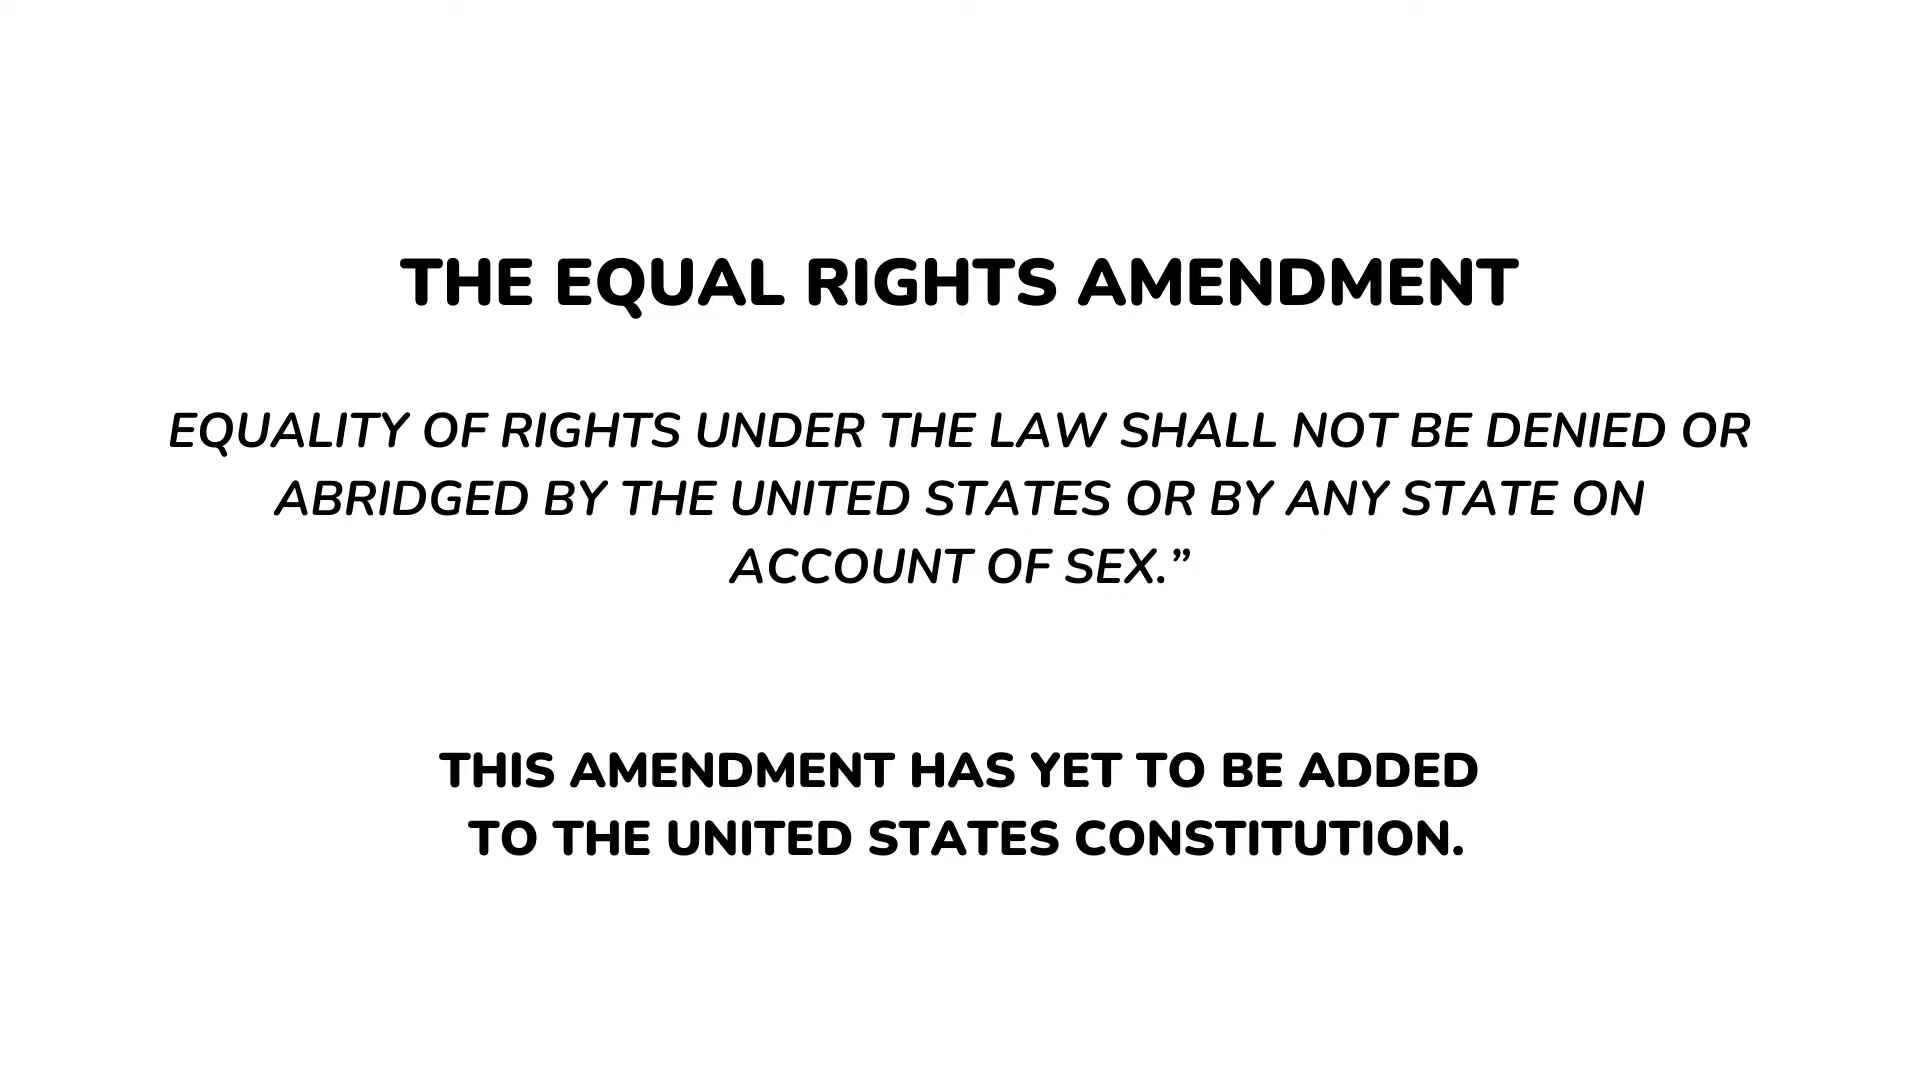 THE EQUAL RIGHTS AMENDMENT
EQUALITY OF RIGHTS UNDER THE LAW SHALL NOT BE DENIED OR
ABRIDGED BY THE UNITED STATES OR BY ANY STATE ON
ACCOUNT OF SEX.”
THIS AMENDMENT HAS YET TO BE ADDED
TO THE UNITED STATES CONSTITUTION.